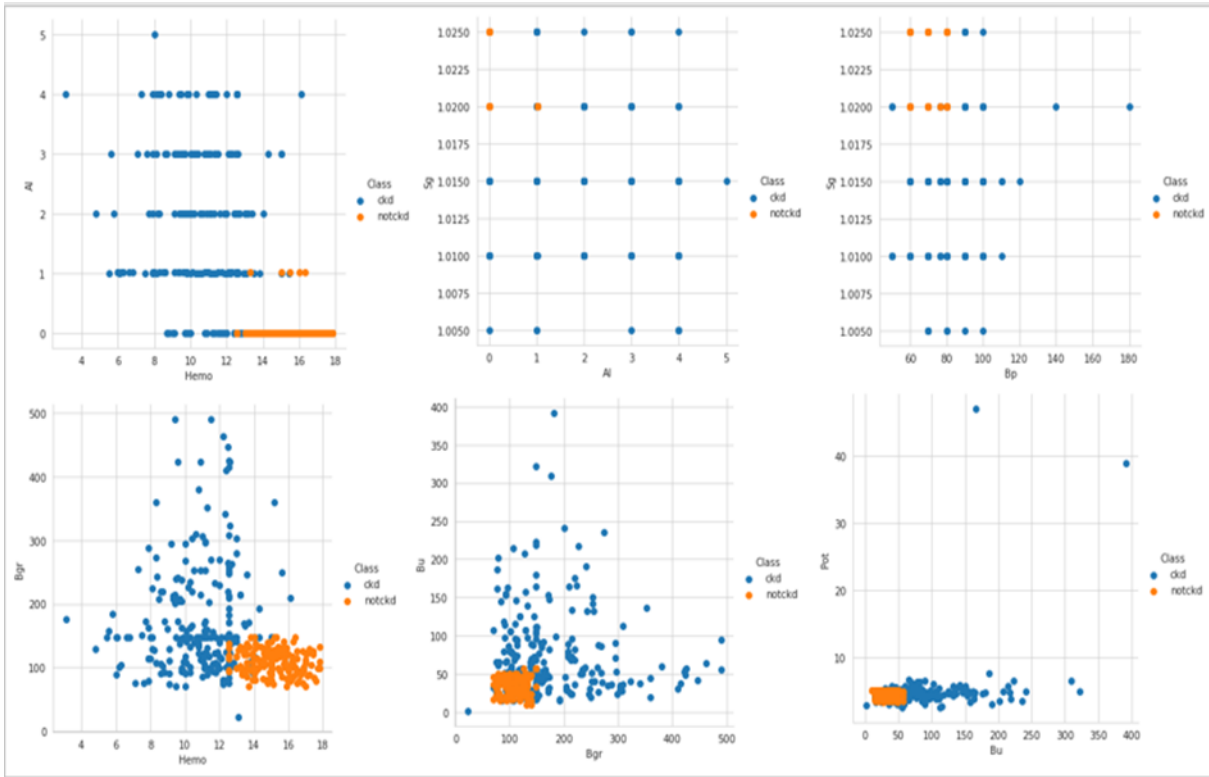 5
4
3
2
1
0
Al
4 6 8 10 12 14 16 18
Hemo
Class
ckd
notckd
1.0250
1.0225
1.0200
1.0175
1.0150
1.0125
1.0100
1.0075
1.0050
Sg
0 1 2 3 4 5
Al
Class
ckd
notckd
1.0250
1.0225
1.0200
1.0175
1.0150
1.0125
1.0100
1.0075
1.0050
Sg
60 80 100 120 140 160 180
Bp
Class
ckd
notckd
500
400
300
200
100
0
Bgr
4 6 8 10 12 14 16 18
Hemo
Class
ckd
notckd
400
350
300
250
200
150
100
50
0
Bu
0 100 200 300 400 500
Bgr
Class
ckd
notckd
40
30
20
10
Pot
0 50 100 150 200 250 300 350 400
Bu
Class
ckd
notckd